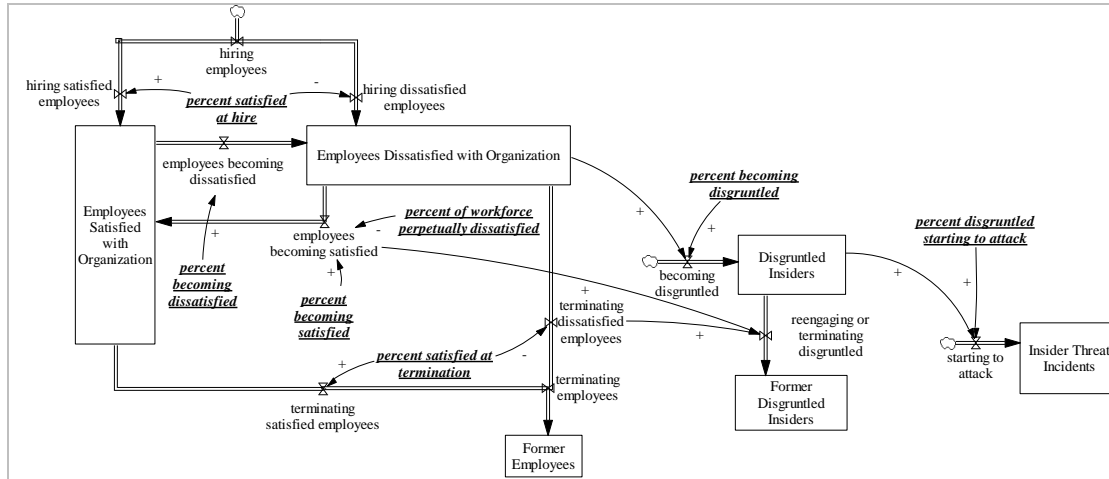 hiring
employees
+
-
hiring satisfied
employees
percent satisfied
at hire
hiring dissatisfied
employees
Employees Dissatisfied with Organization
employees becoming
dissatisfied
percent becoming
disgruntled
Employees
Satisfied
with
Organization
percent of workforce
perpetually dissatisfied
+
+
percent disgruntled
starting to attack
+
-
employees
becoming satisfied
Disgruntled
Insiders
percent
becoming
dissatisfied
+
becoming
disgruntled
+
+
percent
becoming
satisfied
+
terminating
dissatisfied
employees
+
reengaging or
terminating
disgruntled
starting to
attack
Insider Threat
Incidents
percent satisfied at
termination
-
+
terminating
employees
Former
Disgruntled
Insiders
terminating
satisfied employees
Former
Employees